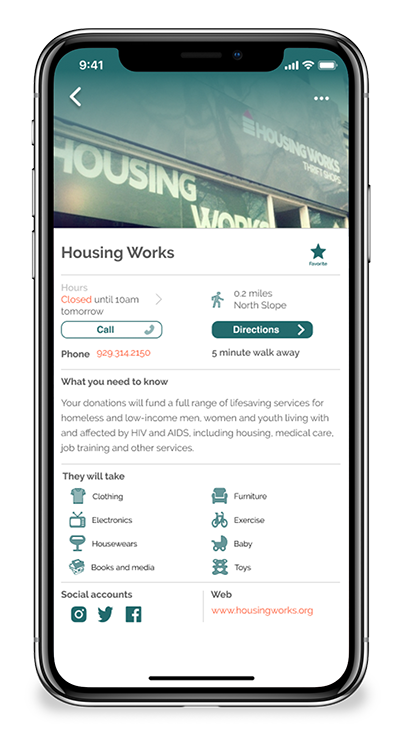 9:41
HOUSING WORKS
THRIFT SHOPS
HOUSING
WORKS
Housing Works
Favorite
Hours
Closed until 10am
tomorrow
0.2 miles
North Slope
Call
Directions
Phone 929.314.2150
5 minute walk away
What you need to know
Your donations will fund a full range of lifesaving services for
homeless and low-income men, women and youth living with
and affected by HIV and AIDS, including housing, medical care,
job training and other services.
They will take
Clothing
Furniture
Electronics
Exercise
Housewears
Baby
Books and media
Toys
Social accounts
Web
www.housingworks.org